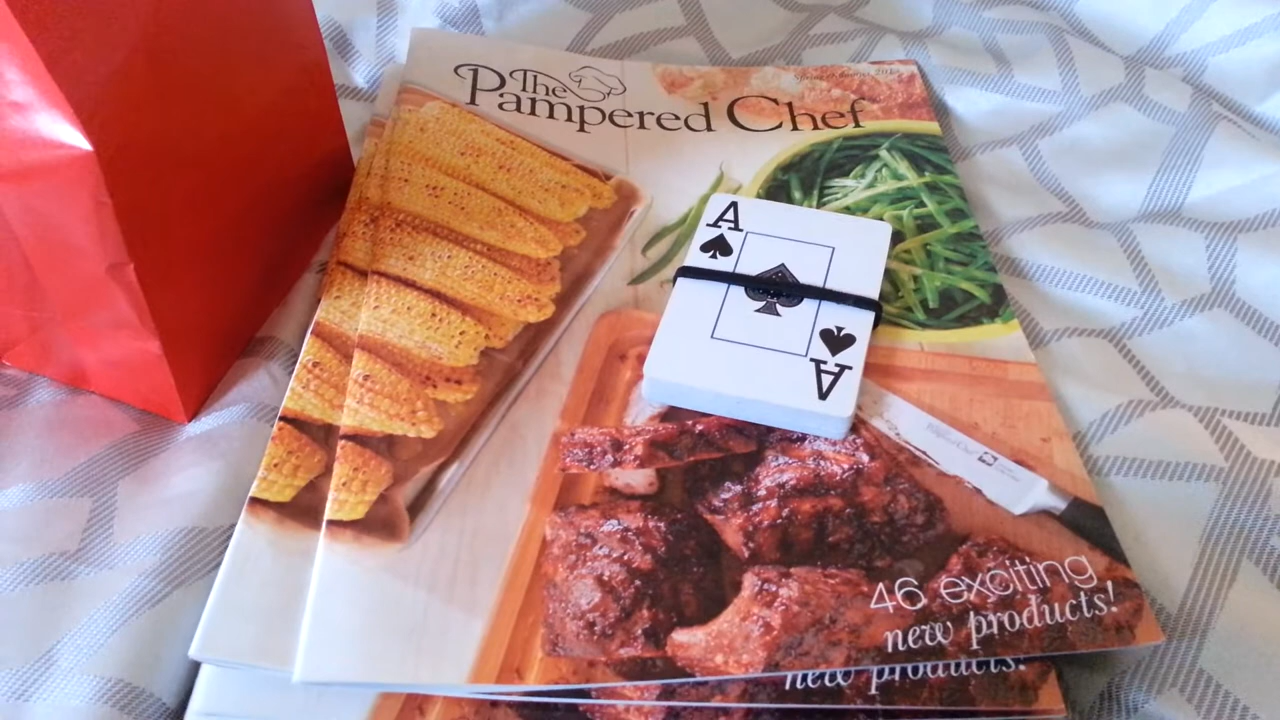 The
Pampered Chef
A
A
46 exciting
new products!
new products!